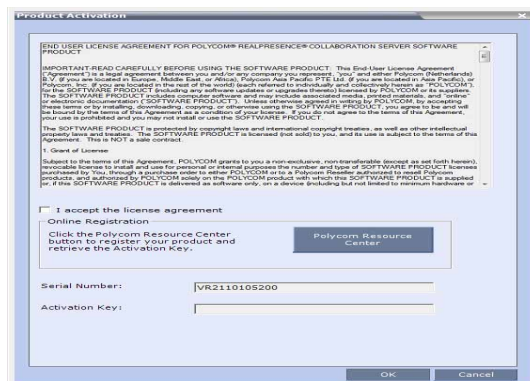 Product Activation
END USER LICENSE AGREEMENT FOR POLYCOM® REALPRESENCE® COLLABORATION SERVER SOFTWARE
PRODUCT
IMPORTANT-READ CAREFULLY BEFORE USING THE SOFTWARE PRODUCT: This End-User License Agreement
("Agreement") is a legal agreement between you and/or any company you represent, "you" and either Polycom (Netherlands)
B.V. (if you are located in Europe, Middle East, or Africa), Polycom Asia Pacific PTE Ltd. (if you are located in Asia Pacific), or
Polycom, Inc. (if you are located in the rest of the world) (each referred to individually and collectively herein as "POLYCOM"),
for the SOFTWARE PRODUCT (including any software updates or upgrades thereto) licensed by POLYCOM or its suppliers.
The SOFTWARE PRODUCT includes computer software and may include associated media, printed materials, and "online"
or electronic documentation ("SOFTWARE PRODUCT"). Unless otherwise agreed in writing by POLYCOM, by accepting
these terms or by installing, downloading, copying, or otherwise using the SOFTWARE PRODUCT, you agree to be and will
be bound by the terms of this Agreement as a condition of your license. If you do not agree to the terms of this Agreement,
your use is prohibited and you may not install or use the SOFTWARE PRODUCT.
The SOFTWARE PRODUCT is protected by copyright laws and international copyright treaties, as well as other intellectual
property laws and treaties. The SOFTWARE PRODUCT is licensed (not sold) to you, and its use is subject to the terms of this
Agreement. This is NOT a sale contract.
1. Grant of License
Subject to the terms of this Agreement, POLYCOM grants to you a non-exclusive, non-transferable (except as set forth herein),
revocable license to install and use for personal or internal purposes the number and type of SOFTWARE PRODUCT licenses
purchased by You, through a purchase order to either POLYCOM or to a Polycom Reseller authorized to resell Polycom
products, and authorized by POLYCOM solely on the POLYCOM product with which this SOFTWARE PRODUCT is supplied
or, if this SOFTWARE PRODUCT is delivered as software only, on a device (including but not limited to minimum hardware or
I accept the license agreement
Online Registration
Click the Polycom Resource Center
button to register your product and
retrieve the Activation Key.
Polycom Resource
Center
Serial Number: VR2110105200
Activation Key:
OK Cancel